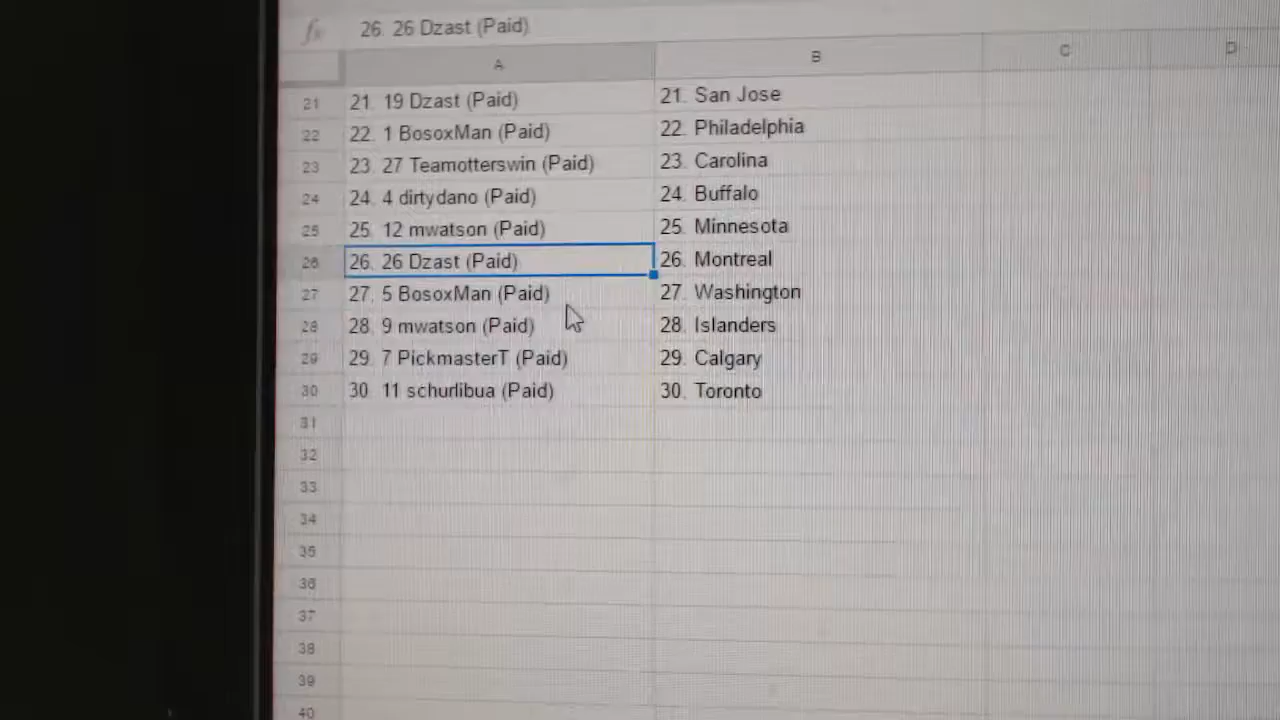 fx 26. 26 Dzast (Paid)
A B C D
21 21. 19 Dzast (Paid) 21. San Jose
22 22. 1 BosoxMan (Paid) 22. Philadelphia
23 23. 27 Teamotterswin (Paid) 23. Carolina
24 24. 4 dirtydano (Paid) 24. Buffalo
25 25. 12 mwatson (Paid) 25. Minnesota
26 26. 26 Dzast (Paid) 26. Montreal
27 27. 5 BosoxMan (Paid) 27. Washington
28 28. 9 mwatson (Paid) 28. Islanders
29 29. 7 PickmasterT (Paid) 29. Calgary
30 30. 11 schurlibua (Paid) 30. Toronto
31
32
33
34
35
36
37
38
39
40